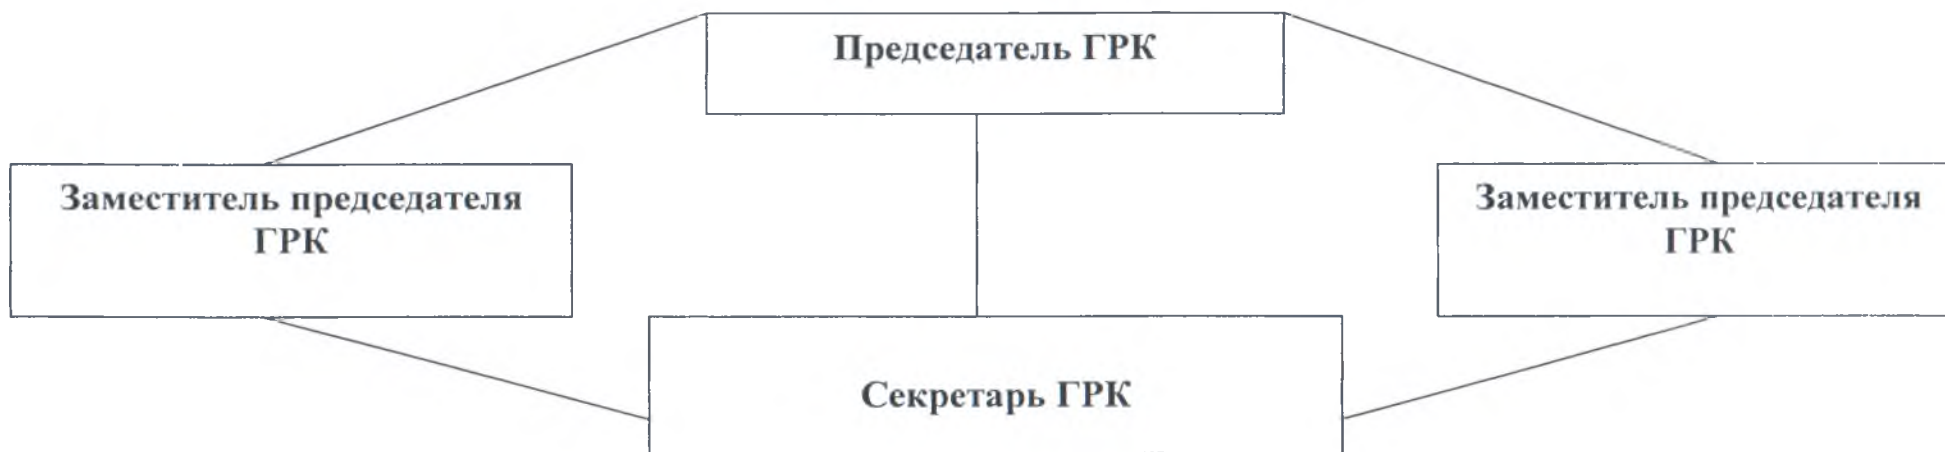 Председатель ГРК
Заместитель председателя
ГРК
Заместитель председателя
ГРК
Секретарь ГРК